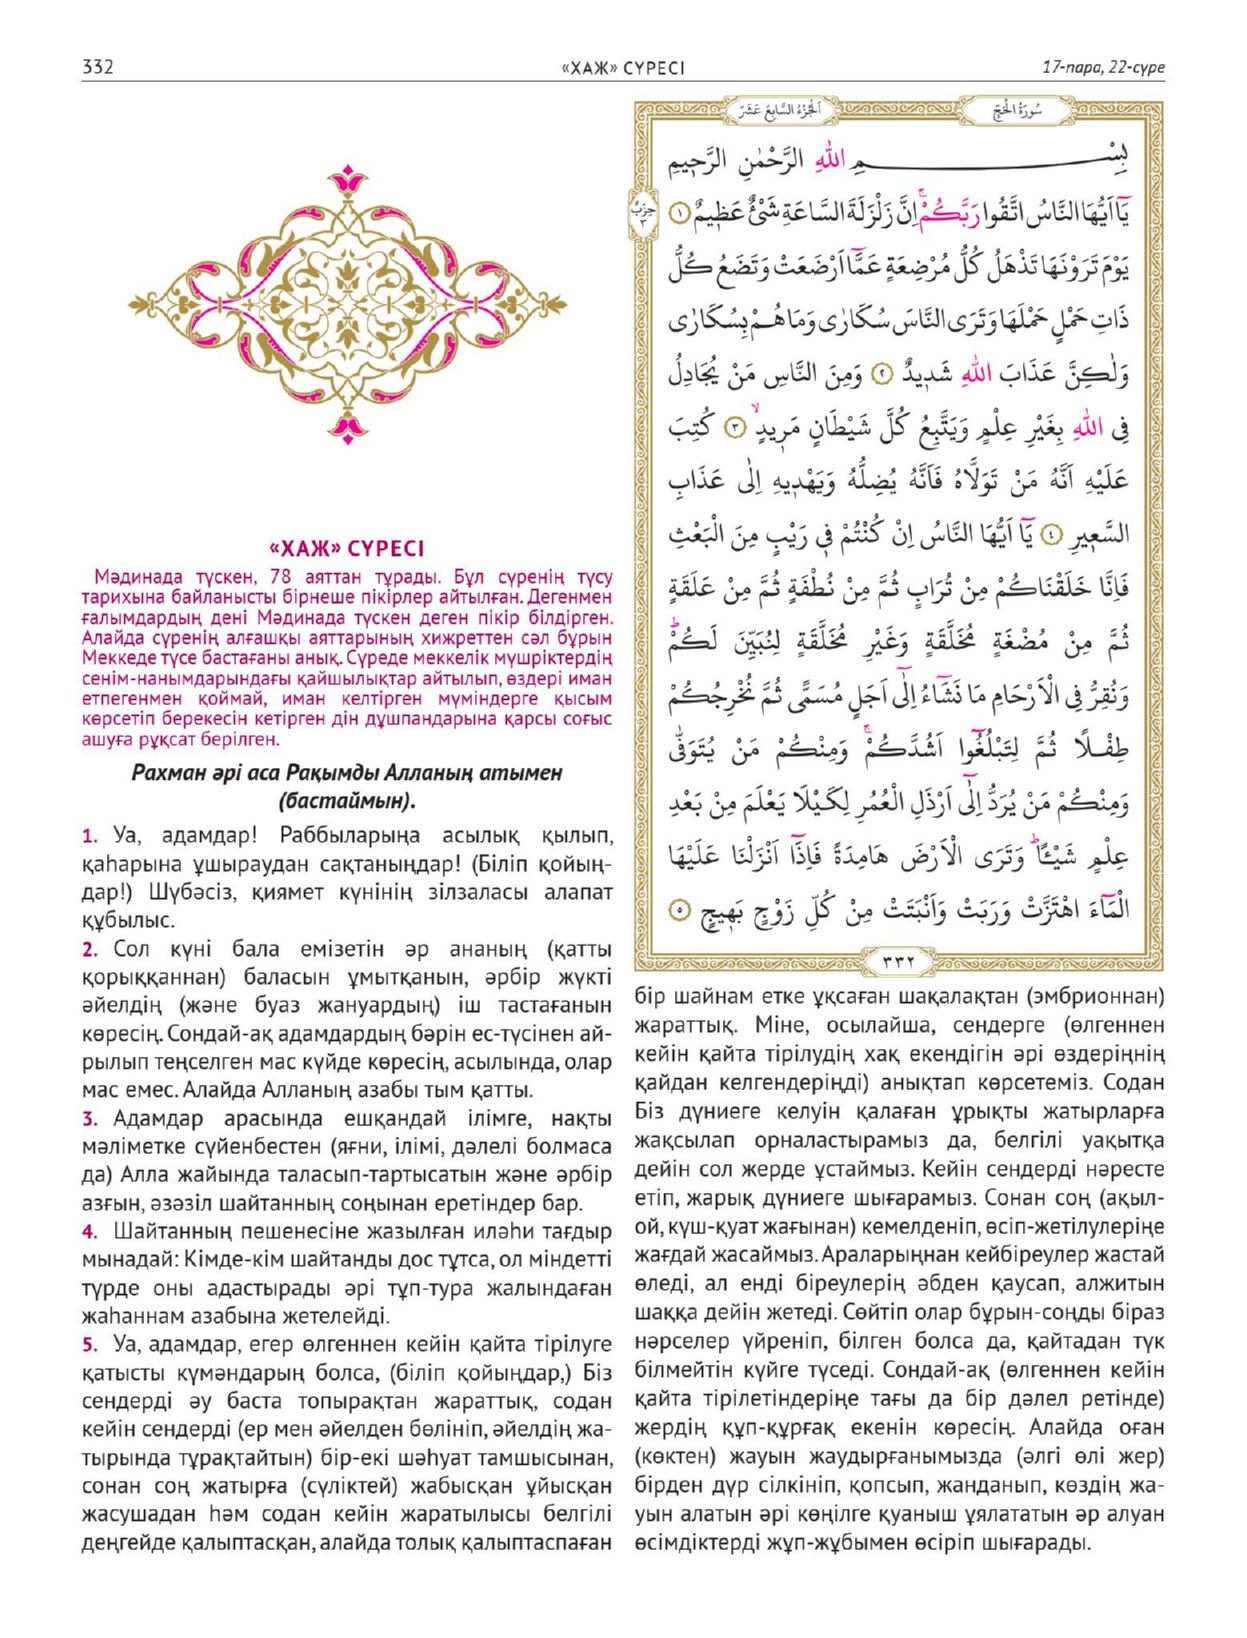 332
«ХАЖ» СҮРЕСІ
17-пара, 22-сүре
«ХАЖ» СҮРЕСІ
Мәдинада түскен, 78 аяттан тұрады. Бұл сүренің түсу
тарихына байланысты бірнеше пікірлер айтылған. Дегенмен
ғалымдардың дені Мәдинада түскен деген пікір білдірген.
Алайда сүренің алғашқы аяттарының хижреттен сәл бұрын
Меккеде түсе бастағаны анық. Сүреде меккелік мүшріктердің
сенім-нанымдарындағы қайшылықтар айтылып, өздері иман
етпегенмен қоймай, иман келтірген мүміндерге қысым
көрсетіп берекесін кетірген дін дұшпандарына қарсы соғыс
ашуға рұқсат берілген.
Рахман әрі аса Рақымды Алланың атымен
(бастаймын).
1. Уа, адамдар! Раббыларыңа асылық қылып,
қаһарына ұшыраудан сақтаныңдар! (Біліп қойың-
дар!) Шүбәсіз, қиямет күнінің зілзаласы алапат
құбылыс.
2. Сол күні бала емізетін әр ананың (қатты
қорыққаннан) баласын ұмытқанын, әрбір жүкті
әйелдің (және буаз жануардың) іш тастағанын
көресің. Сондай-ақ адамдардың бәрін ес-түсінен ай-
рылып теңселген мас күйде көресің, асылында, олар
мас емес. Алайда Алланың азабы тым қатты.
3. Адамдар арасында ешқандай ілімге, нақты
мәліметке сүйенбестен (яғни, ілімі, дәлелі болмаса
да) Алла жайында таласып-тартысатын және әрбір
азғын, әзәзіл шайтанның соңынан еретіндер бар.
4. Шайтанның пешенесіне жазылған иләһи тағдыр
мынадай: Кімде-кім шайтанды дос тұтса, ол міндетті
түрде оны адастырады әрі тұп-тура жалындаған
жаһаннам азабына жетелейді.
5. Уа, адамдар, егер өлгеннен кейін қайта тірілуге
қатысты күмәндарың болса, (біліп қойыңдар,) Біз
сендерді әу баста топырақтан жараттық, содан
кейін сендерді (ер мен әйелден бөлініп, әйелдің жа-
тырында тұрақтайтын) бір-екі шәһуат тамшысынан,
сонан соң жатырға (сүліктей) жабысқан ұйысқан
жасушадан һәм содан кейін жаратылысы белгілі
деңгейде қалыптасқан, алайда толық қалыптаспаған
اَلْجُزْءُ السَّابِعَ عَشَرَ
سُورَةُ الْحَجِّ
بِسْمِ اللّٰهِ الرَّحْمٰنِ الرَّحٖيمِ
حِزْبُ
٣
يَٓا اَيُّهَا النَّاسُ اتَّقُوا رَبَّكُمْۚ اِنَّ زَلْزَلَةَ السَّاعَةِ شَيْءٌ عَظٖيمٌ ١
يَوْمَ تَرَوْنَهَا تَذْهَلُ كُلُّ مُرْضِعَةٍ عَمَّٓا اَرْضَعَتْ وَتَضَعُ كُلُّ
ذَاتِ حَمْلٍ حَمْلَهَا وَتَرَى النَّاسَ سُكَارٰى وَمَا هُمْ بِسُكَارٰى
وَلٰكِنَّ عَذَابَ اللّٰهِ شَدٖيدٌ ٢ وَمِنَ النَّاسِ مَنْ يُجَادِلُ
فِي اللّٰهِ بِغَيْرِ عِلْمٍ وَيَتَّبِعُ كُلَّ شَيْطَانٍ مَرٖيدٍۙ ٣ كُتِبَ
عَلَيْهِ اَنَّهُ مَنْ تَوَلَّاهُ فَاَنَّهُ يُضِلُّهُ وَيَهْدٖيهِ اِلٰى عَذَابِ
السَّعٖيرِ ٤ يَٓا اَيُّهَا النَّاسُ اِنْ كُنْتُمْ فٖي رَيْبٍ مِنَ الْبَعْثِ
فَاِنَّا خَلَقْنَاكُمْ مِنْ تُرَابٍ ثُمَّ مِنْ نُطْفَةٍ ثُمَّ مِنْ عَلَقَةٍ
ثُمَّ مِنْ مُضْغَةٍ مُخَلَّقَةٍ وَغَيْرِ مُخَلَّقَةٍ لِنُبَيِّنَ لَكُمْؕ
وَنُقِرُّ فِي الْاَرْحَامِ مَا نَشَٓاءُ اِلٰٓى اَجَلٍ مُسَمًّى ثُمَّ نُخْرِجُكُمْ
طِفْلًا ثُمَّ لِتَبْلُغُٓوا اَشُدَّكُمْۚ وَمِنْكُمْ مَنْ يُتَوَفّٰى
وَمِنْكُمْ مَنْ يُرَدُّ اِلٰٓى اَرْذَلِ الْعُمُرِ لِكَيْلَا يَعْلَمَ مِنْ بَعْدِ
عِلْمٍ شَيْـًٔاؕ وَتَرَى الْاَرْضَ هَامِدَةً فَاِذَٓا اَنْزَلْنَا عَلَيْهَا
الْمَٓاءَ اهْتَزَّتْ وَرَبَتْ وَاَنْبَتَتْ مِنْ كُلِّ زَوْجٍ بَهٖيجٍ ٥
٣٣٢
бір шайнам етке ұқсаған шақалақтан (эмбрионнан)
жараттық. Міне, осылайша, сендерге (өлгеннен
кейін қайта тірілудің хақ екендігін әрі өздеріңнің
қайдан келгендеріңді) анықтап көрсетеміз. Содан
Біз дүниеге келуін қалаған ұрықты жатырларға
жақсылап орналастырамыз да, белгілі уақытқа
дейін сол жерде ұстаймыз. Кейін сендерді нәресте
етіп, жарық дүниеге шығарамыз. Сонан соң (ақыл-
ой, күш-қуат жағынан) кемелденіп, өсіп-жетілулеріңе
жағдай жасаймыз. Араларыңнан кейбіреулер жастай
өледі, ал енді біреулерің әбден қаусап, алжитын
шаққа дейін жетеді. Сөйтіп олар бұрын-соңды біраз
нәрселер үйреніп, білген болса да, қайтадан түк
білмейтін күйге түседі. Сондай-ақ (өлгеннен кейін
қайта тірілетіндеріңе тағы да бір дәлел ретінде)
жердің құп-құрғақ екенін көресің. Алайда оған
(көктен) жауын жаудырғанымызда (әлгі өлі жер)
бірден дүр сілкініп, қопсып, жанданып, көздің жа-
уын алатын әрі көңілге қуаныш ұялататын әр алуан
өсімдіктерді жұп-жұбымен өсіріп шығарады.